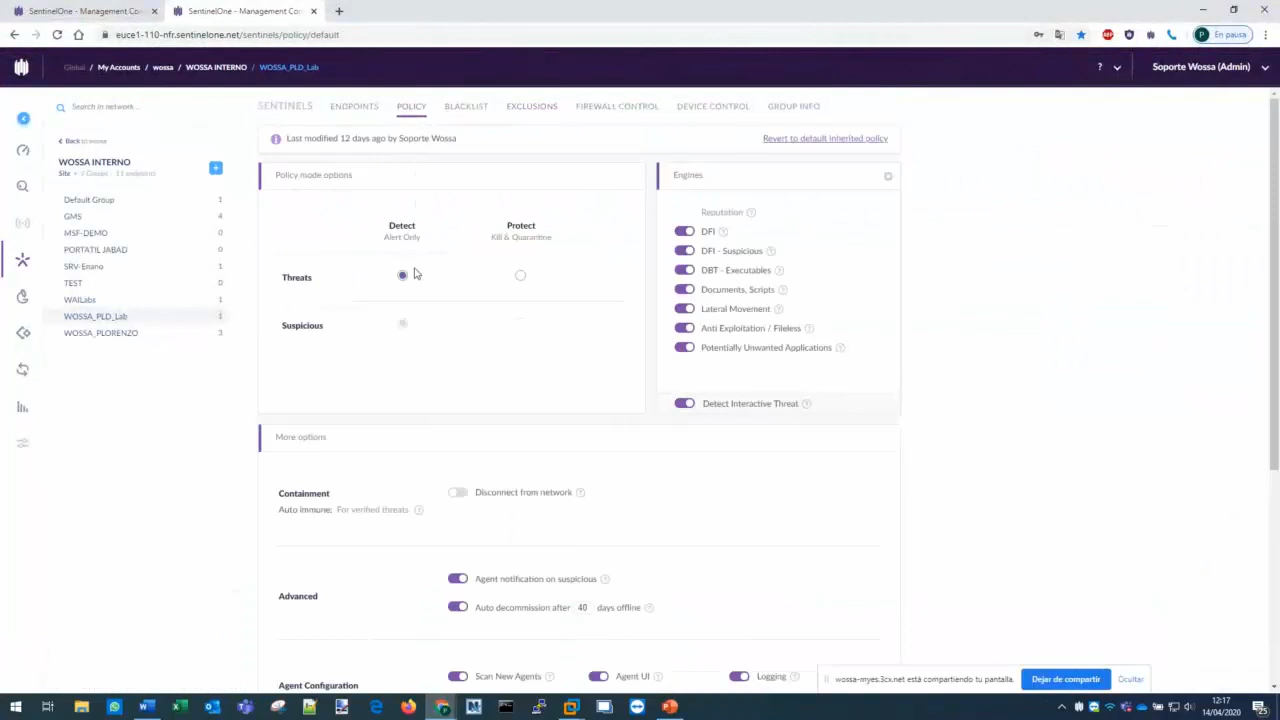 SentinelOne - Management Co
SentinelOne - Management Con
euce1-110-nfr.sentinelone.net/sentinels/policy/default
ABP
P En pausa
Global / My Accounts / wossa / WOSSA INTERNO / WOSSA_PLD_Lab
?
Soporte Wossa (Admin)
Search in network...
SENTINELS ENDPOINTS POLICY BLACKLIST EXCLUSIONS FIREWALL CONTROL DEVICE CONTROL GROUP INFO
Back to wossa
WOSSA INTERNO
Site • Groups • 11 endpoints
Default Group 1
GMS 4
MSF-DEMO 0
PORTATIL JABAD 0
SRV-Enano 1
TEST 0
WAILabs 1
WOSSA_PLD_Lab 1
WOSSA_PLORENZO 3
Last modified 12 days ago by Soporte Wossa
Revert to default inherited policy
Policy mode options
Detect
Alert Only
Protect
Kill & Quarantine
Threats
Suspicious
Engines
Reputation
DFI
DFI - Suspicious
DBT - Executables
Documents, Scripts
Lateral Movement
Anti Exploitation / Fileless
Potentially Unwanted Applications
Detect Interactive Threat
More options
Containment
Auto immune: For verified threats
Disconnect from network
Advanced
Agent notification on suspicious
Auto decommission after 40 days offline
Agent Configuration
Scan New Agents
Agent UI
Logging
wossa-myes.3cx.net está compartiendo tu pantalla.
Dejar de compartir
Ocultar
12:17
14/04/2020
25